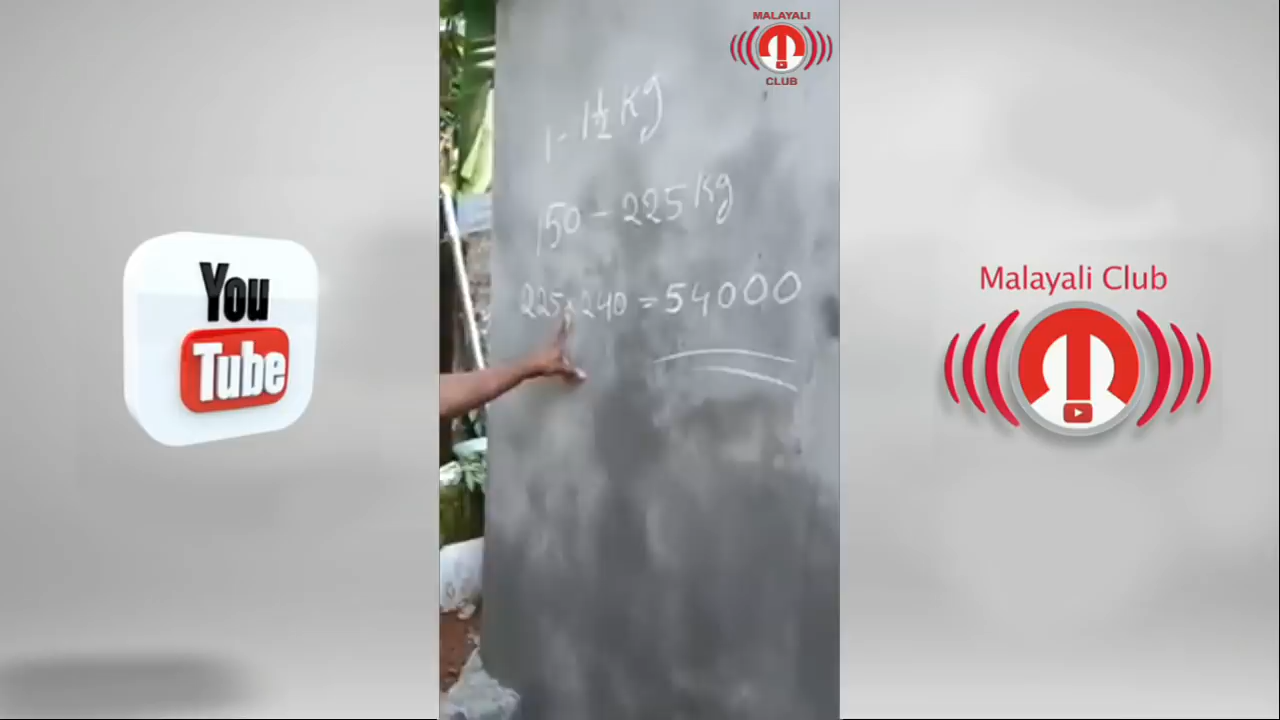 MALAYALI
CLUB
1 - 1½ kg
150 - 225 kg
225 × 240 = 54000
You
Tube
Malayali Club